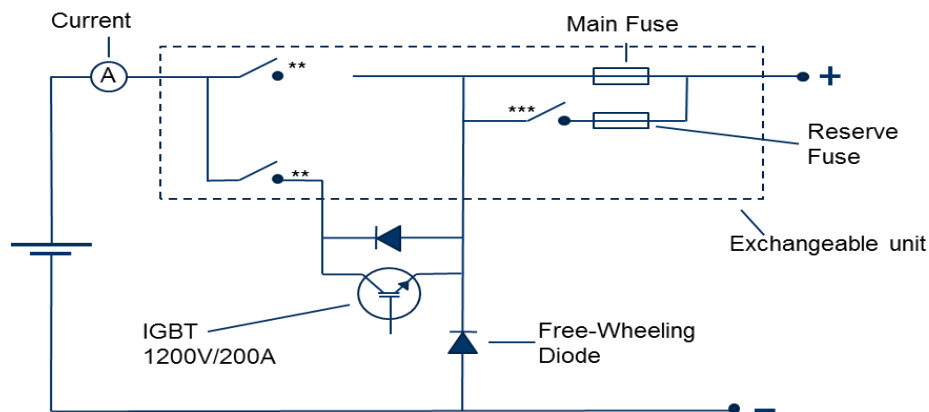 Current
A
**
Main Fuse
+
***
Reserve
Fuse
**
Exchangeable unit
IGBT
1200V/200A
Free-Wheeling
Diode
-